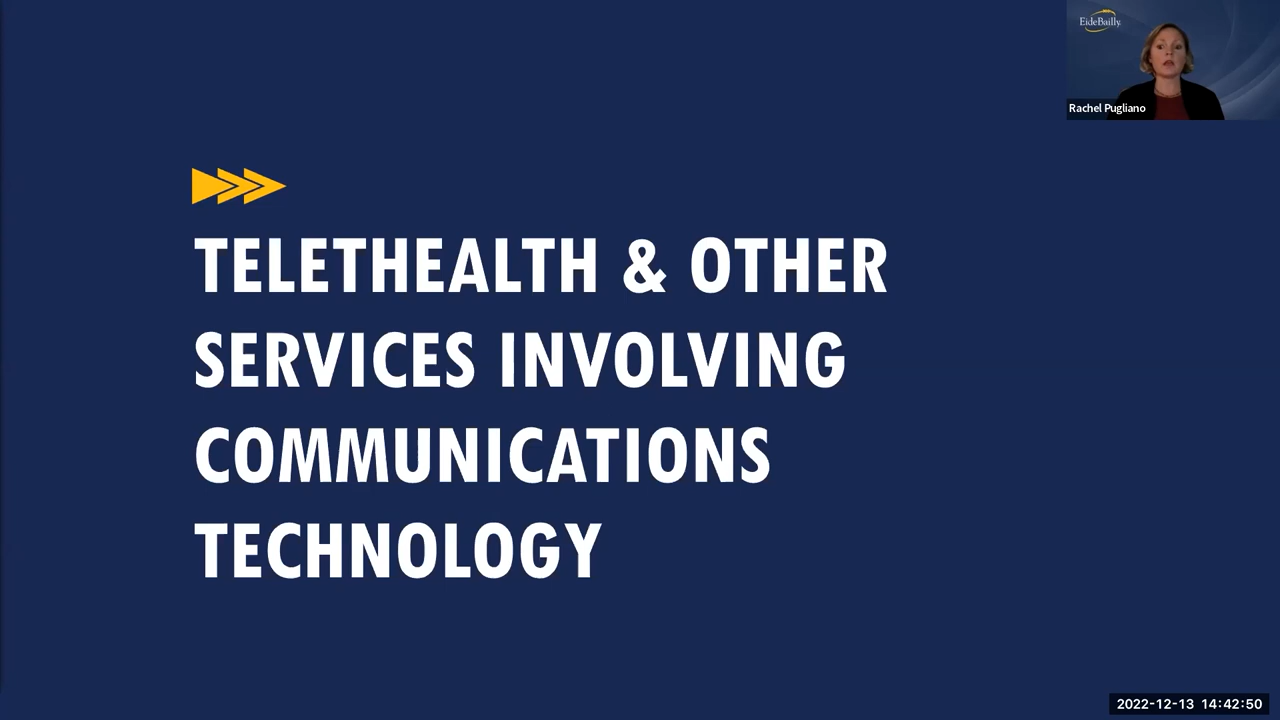 EideBailly
Rachel Pugliano
TELETHEALTH & OTHER
SERVICES INVOLVING
COMMUNICATIONS
TECHNOLOGY
2022-12-13 14:42:50